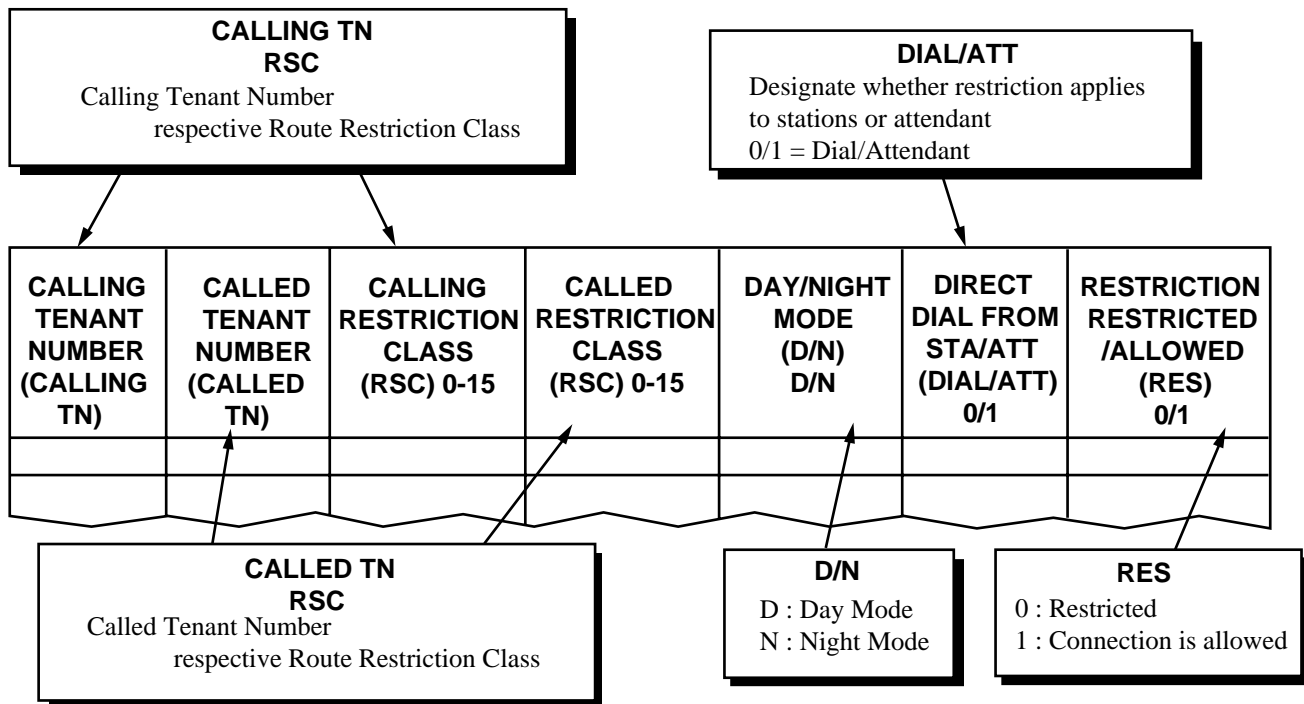 CALLING TN
RSC
Calling Tenant Number
respective Route Restriction Class
DIAL/ATT
Designate whether restriction applies
to stations or attendant
0/1 = Dial/Attendant
CALLING
TENANT
NUMBER
(CALLING
TN)
CALLED
TENANT
NUMBER
(CALLED
TN)
CALLING
RESTRICTION
CLASS
(RSC) 0-15
CALLED
RESTRICTION
CLASS
(RSC) 0-15
DAY/NIGHT
MODE
(D/N)
D/N
DIRECT
DIAL FROM
STA/ATT
(DIAL/ATT)
0/1
RESTRICTION
RESTRICTED
/ALLOWED
(RES)
0/1
CALLED TN
RSC
Called Tenant Number
respective Route Restriction Class
D/N
D : Day Mode
N : Night Mode
RES
0 : Restricted
1 : Connection is allowed